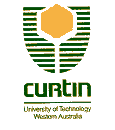 CURTIN
University of Technology
Western Australia